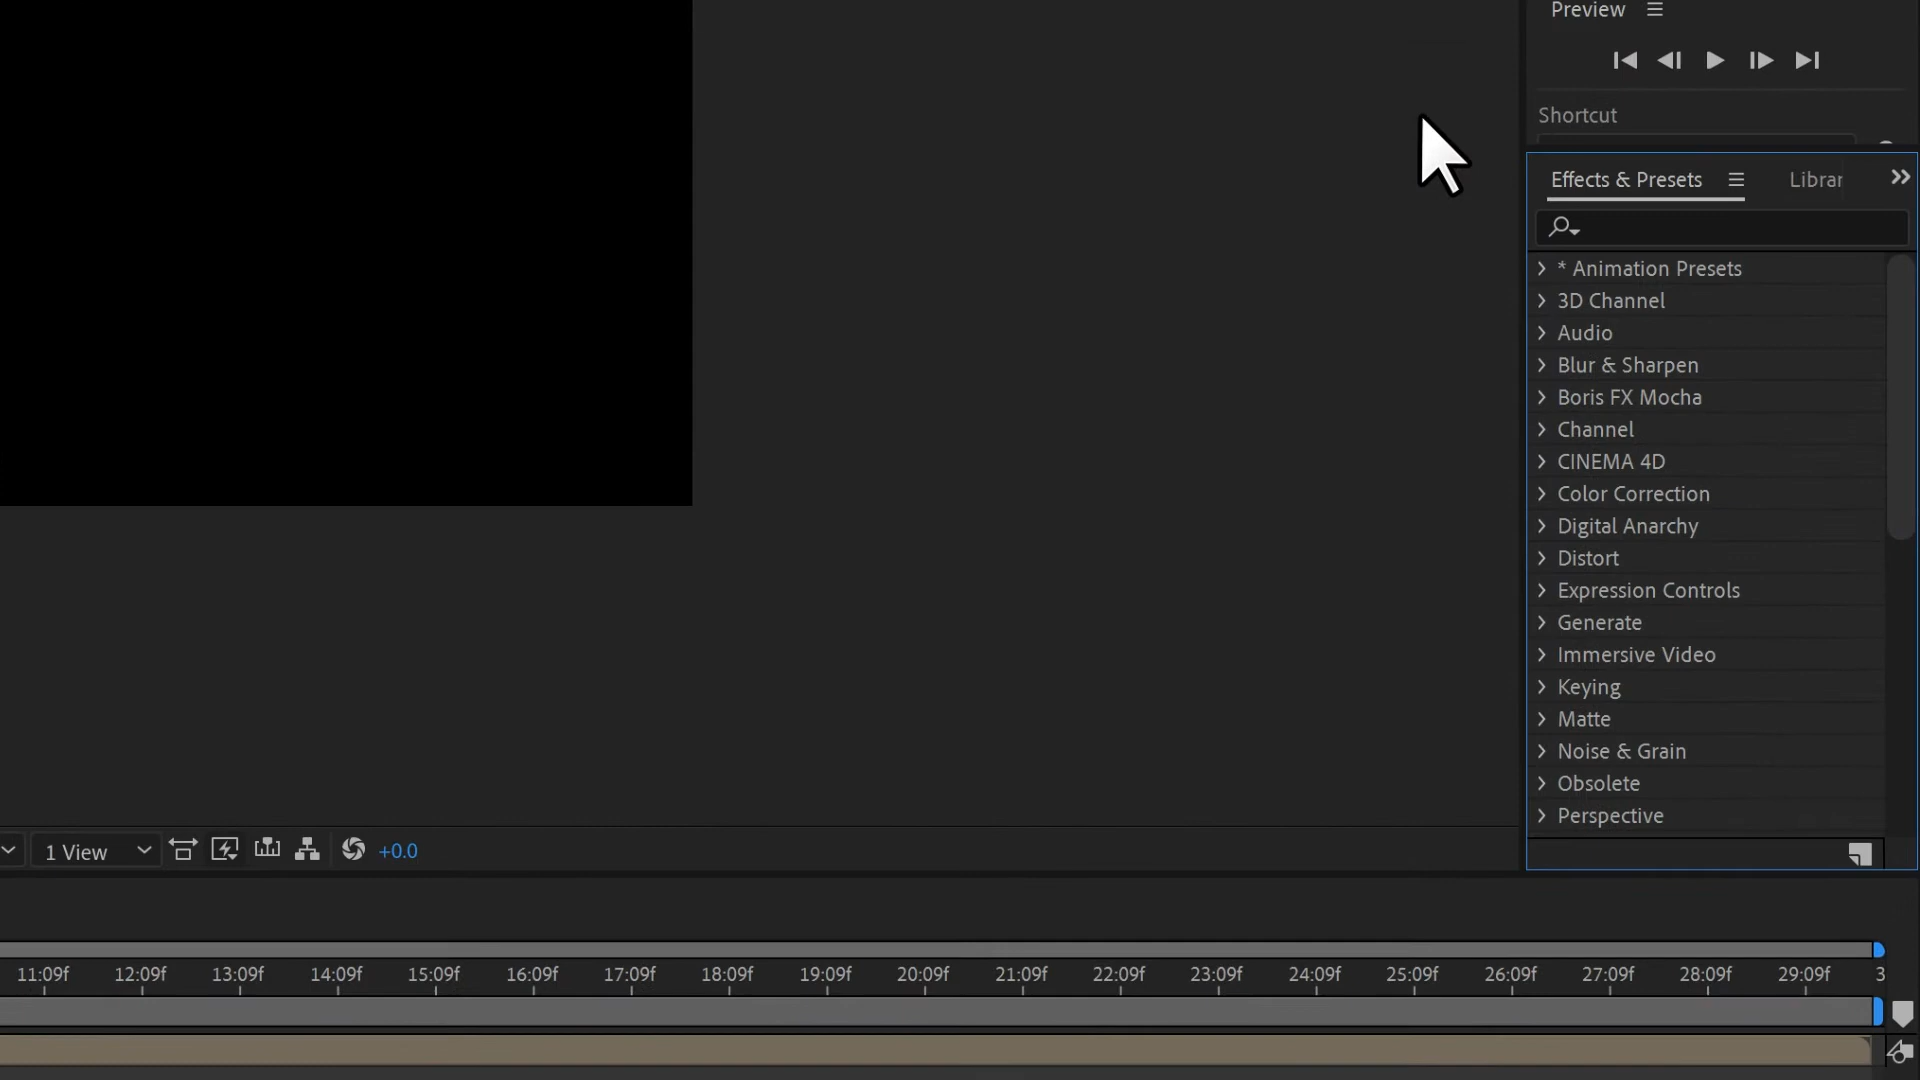 Preview
Shortcut
Effects & Presets
Librar
* Animation Presets
3D Channel
Audio
Blur & Sharpen
Boris FX Mocha
Channel
CINEMA 4D
Color Correction
Digital Anarchy
Distort
Expression Controls
Generate
Immersive Video
Keying
Matte
Noise & Grain
Obsolete
Perspective
1 View +0.0
11:09f 12:09f 13:09f 14:09f 15:09f 16:09f 17:09f 18:09f 19:09f 20:09f 21:09f 22:09f 23:09f 24:09f 25:09f 26:09f 27:09f 28:09f 29:09f 3